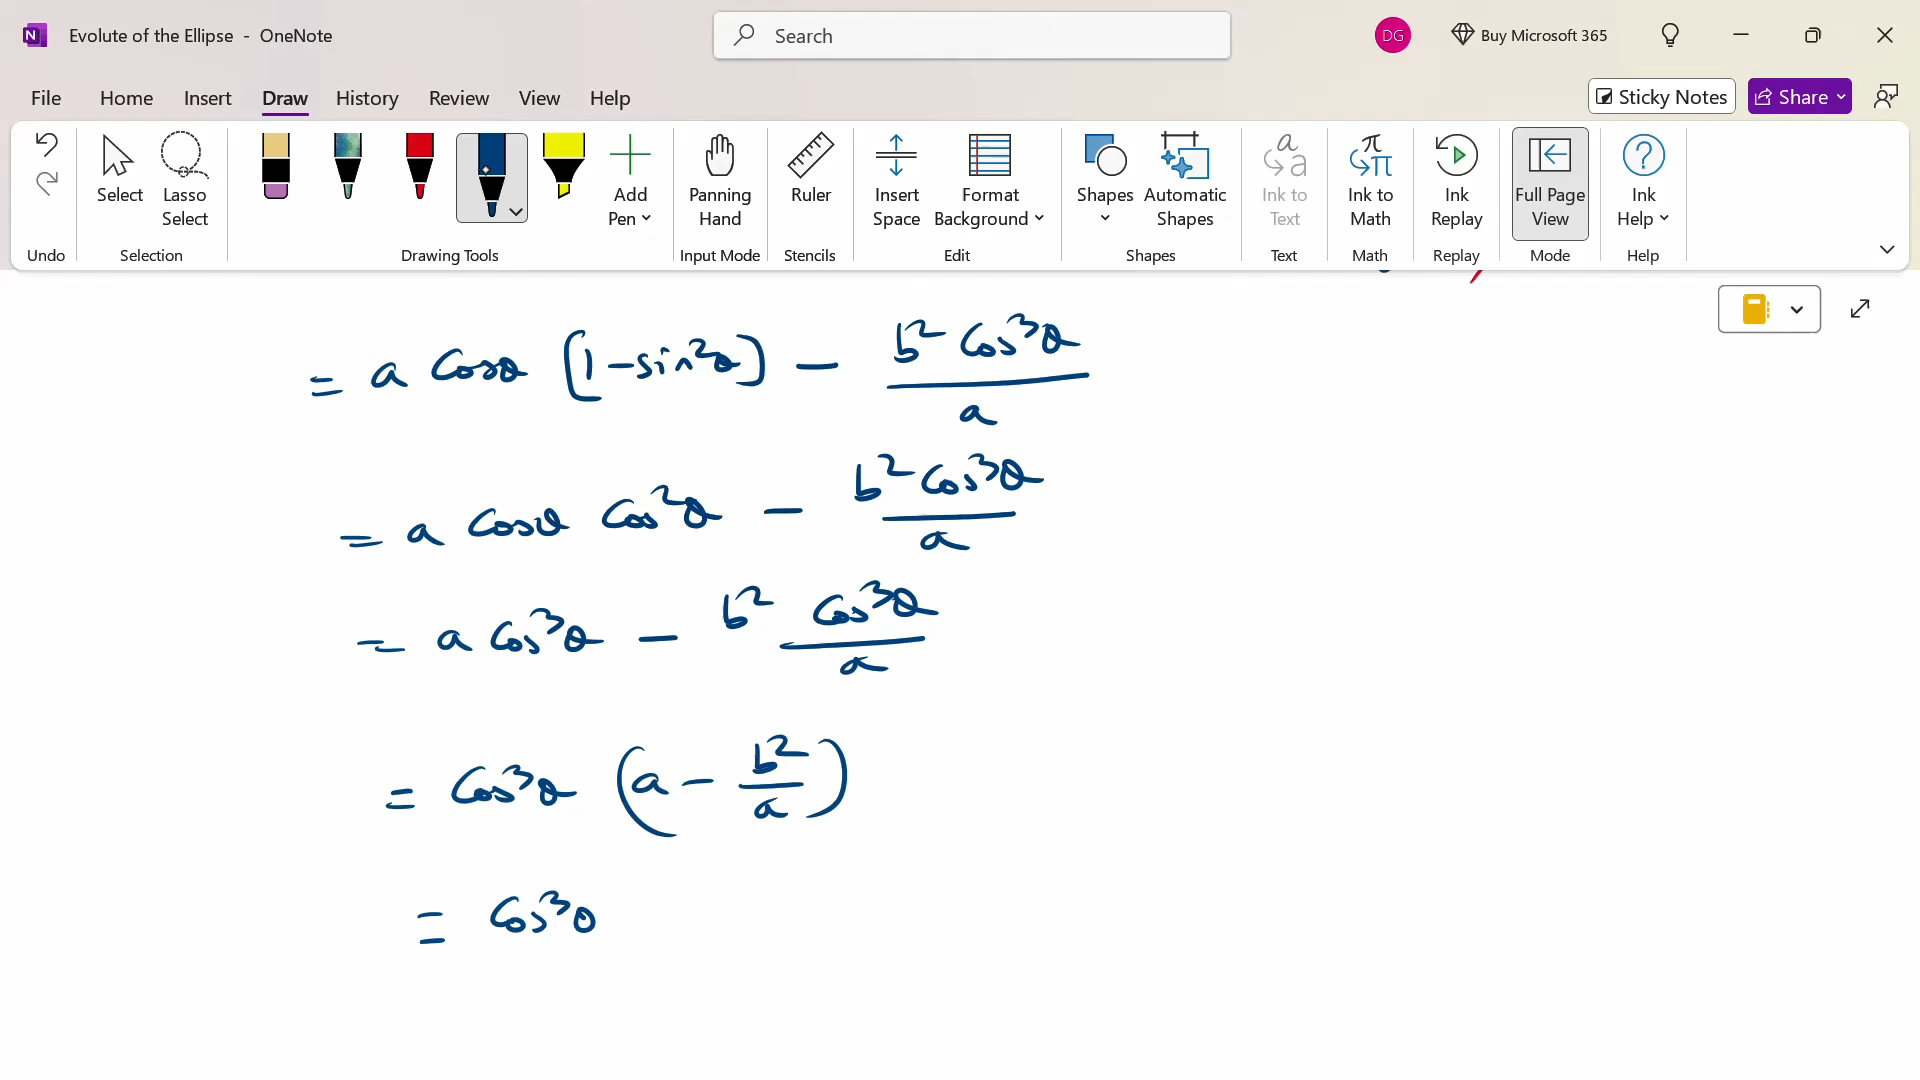 Evolute of the Ellipse - OneNote
Search
DG
Buy Microsoft 365
File Home Insert Draw History Review View Help
Sticky Notes
Share
Select
Lasso Select
Add Pen
Panning Hand
Ruler
Insert Space
Format Background
Shapes
Automatic Shapes
Ink to Text
Ink to Math
Ink Replay
Full Page View
Ink Help
Undo Selection Drawing Tools Input Mode Stencils Edit Shapes Text Math Replay Mode Help
= a cosθ [1 - sin²θ] - b² cos³θ / a
= a cosθ cos²θ - b² cos³θ / a
= a cos³θ - b² cos³θ / a
= cos³θ (a - b²/a)
= cos³θ